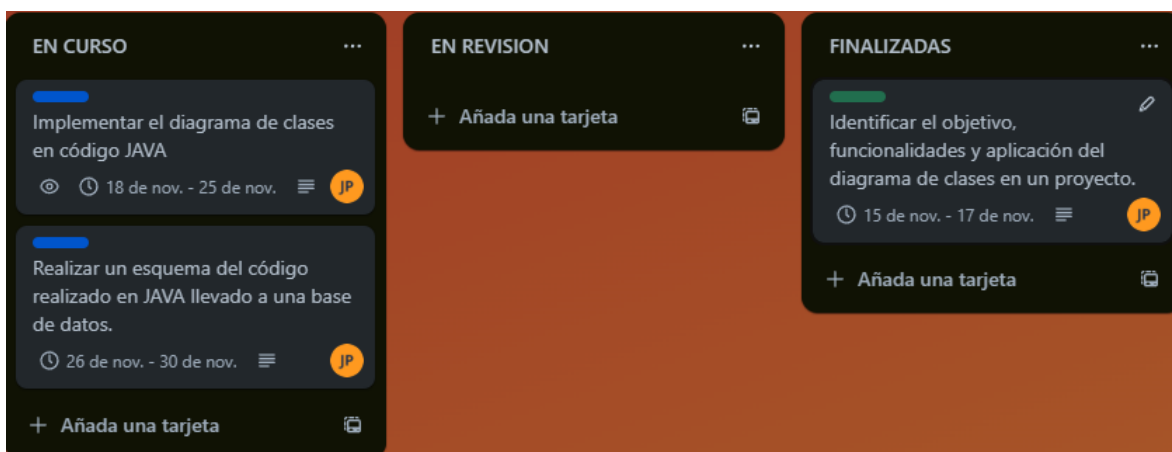 EN CURSO
Implementar el diagrama de clases
en código JAVA
18 de nov. - 25 de nov.
JP
Realizar un esquema del código
realizado en JAVA llevado a una base
de datos.
26 de nov. - 30 de nov.
JP
+ Añada una tarjeta
EN REVISION
+ Añada una tarjeta
FINALIZADAS
Identificar el objetivo,
funcionalidades y aplicación del
diagrama de clases en un proyecto.
15 de nov. - 17 de nov.
JP
+ Añada una tarjeta